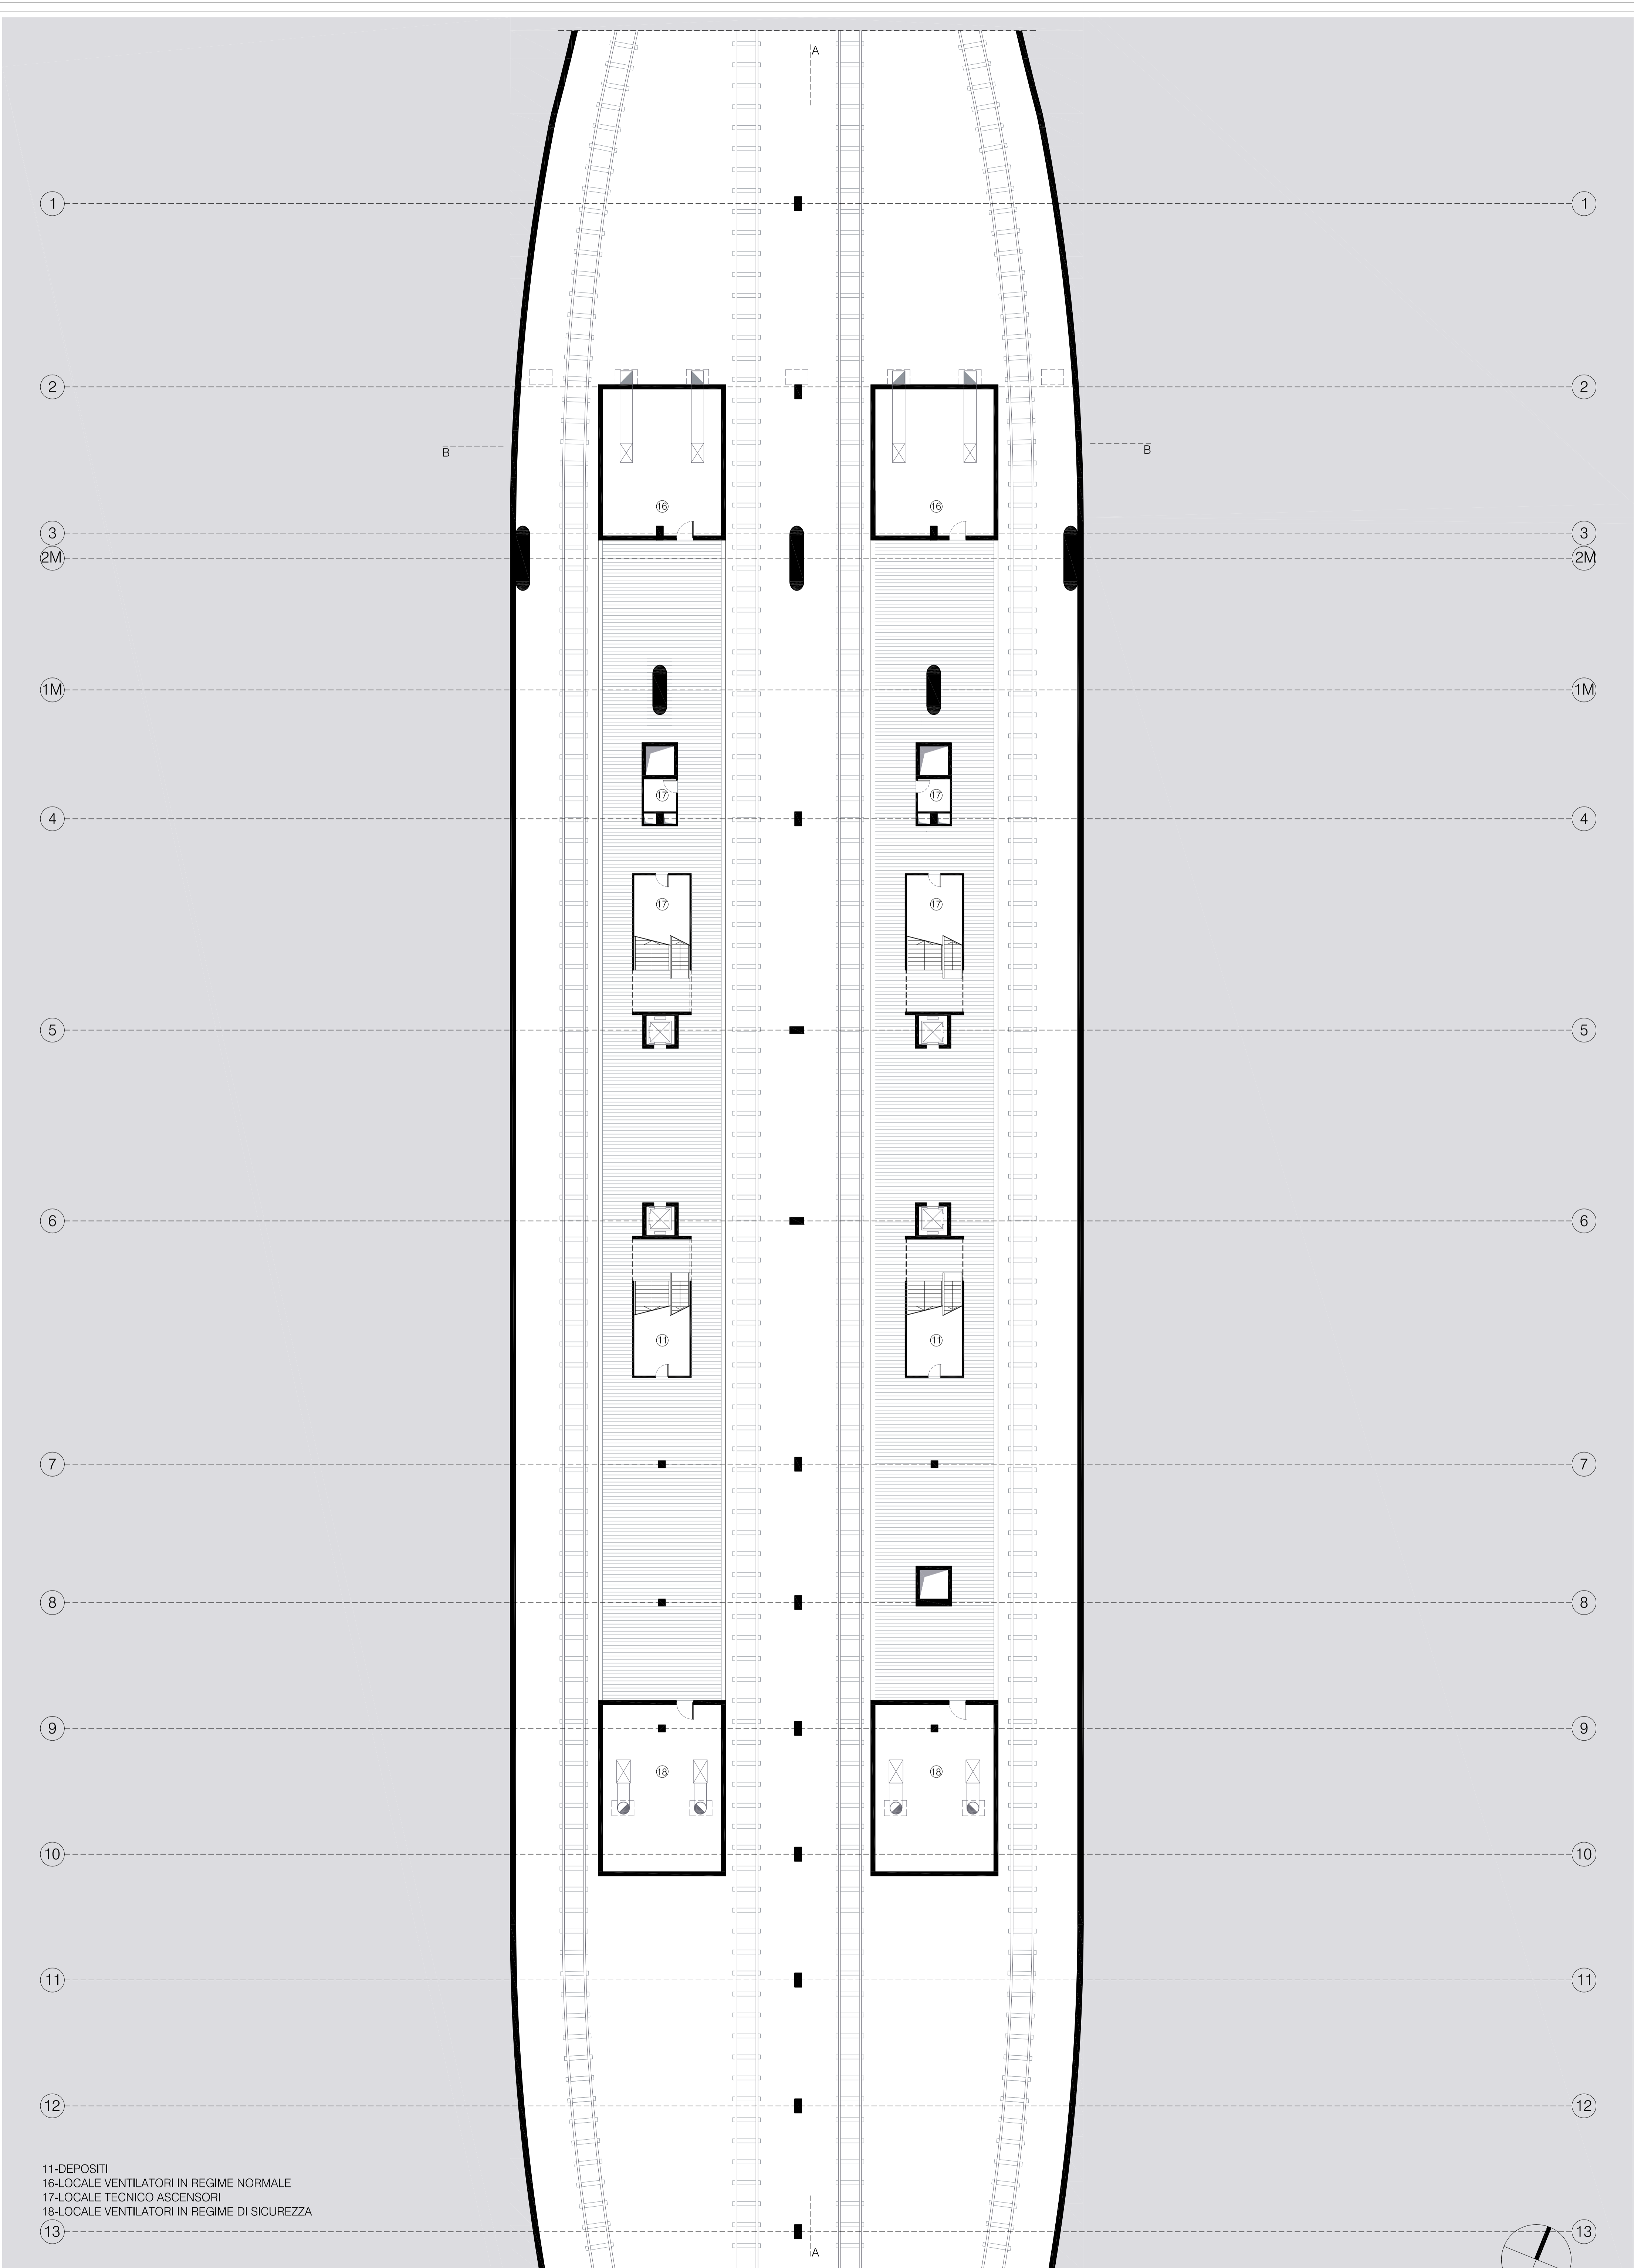 A
1 1
2 2
B B
16 16
3 3
2M 2M
1M 1M
17 17
4 4
17 17
5 5
6 6
11 11
7 7
8 8
9 9
18 18
10 10
11 11
12 12
11-DEPOSITI
16-LOCALE VENTILATORI IN REGIME NORMALE
17-LOCALE TECNICO ASCENSORI
18-LOCALE VENTILATORI IN REGIME DI SICUREZZA
13 13
A